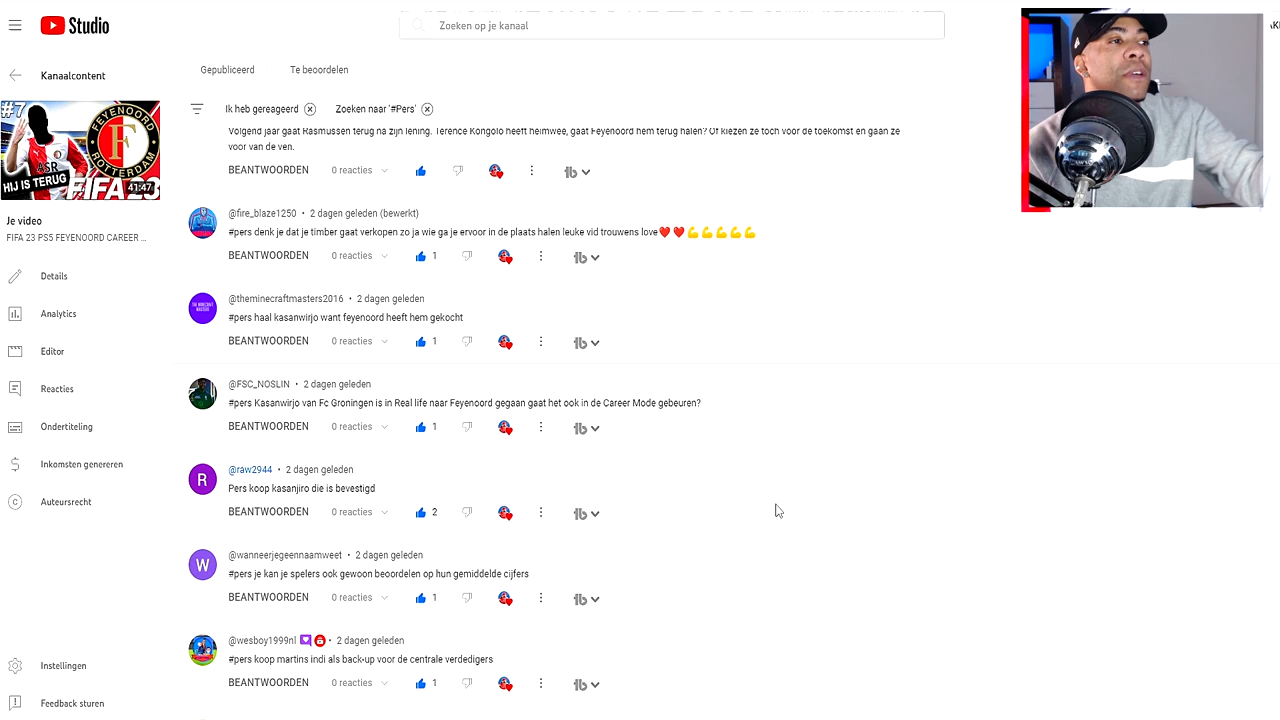 Studio
Zoeken op je kanaal
Kanaalcontent
Gepubliceerd
Te beoordelen
Ik heb gereageerd
Zoeken naar '#Pers'
#7
FEYENOORD
ROTTERDAM
ASR
HIJ IS TERUG
FIFA 23
41:47
Je video
FIFA 23 PS5 FEYENOORD CAREER ...
Details
Analytics
Editor
Reacties
Ondertiteling
Inkomsten genereren
Auteursrecht
Instellingen
Feedback sturen
Volgend jaar gaat Rasmussen terug na zijn lening. Terence Kongolo heeft heimwee, gaat Feyenoord hem terug halen? Of kiezen ze toch voor de toekomst en gaan ze
voor van de ven.
BEANTWOORDEN 0 reacties
@fire_blaze1250 • 2 dagen geleden (bewerkt)
#pers denk je dat je timber gaat verkopen zo ja wie ga je ervoor in de plaats halen leuke vid trouwens love❤️❤️💪💪💪💪💪
BEANTWOORDEN 0 reacties 1
@theminecraftmasters2016 • 2 dagen geleden
#pers haal kasanwirjo want feyenoord heeft hem gekocht
BEANTWOORDEN 0 reacties 1
@FSC_NOSLIN • 2 dagen geleden
#pers Kasanwirjo van Fc Groningen is in Real life naar Feyenoord gegaan gaat het ook in de Career Mode gebeuren?
BEANTWOORDEN 0 reacties 1
R
@raw2944 • 2 dagen geleden
Pers koop kasanjiro die is bevestigd
BEANTWOORDEN 0 reacties 2
W
@wanneerjegeennaamweet • 2 dagen geleden
#pers je kan je spelers ook gewoon beoordelen op hun gemiddelde cijfers
BEANTWOORDEN 0 reacties 1
@wesboy1999nl • 2 dagen geleden
#pers koop martins indi als back-up voor de centrale verdedigers
BEANTWOORDEN 0 reacties 1